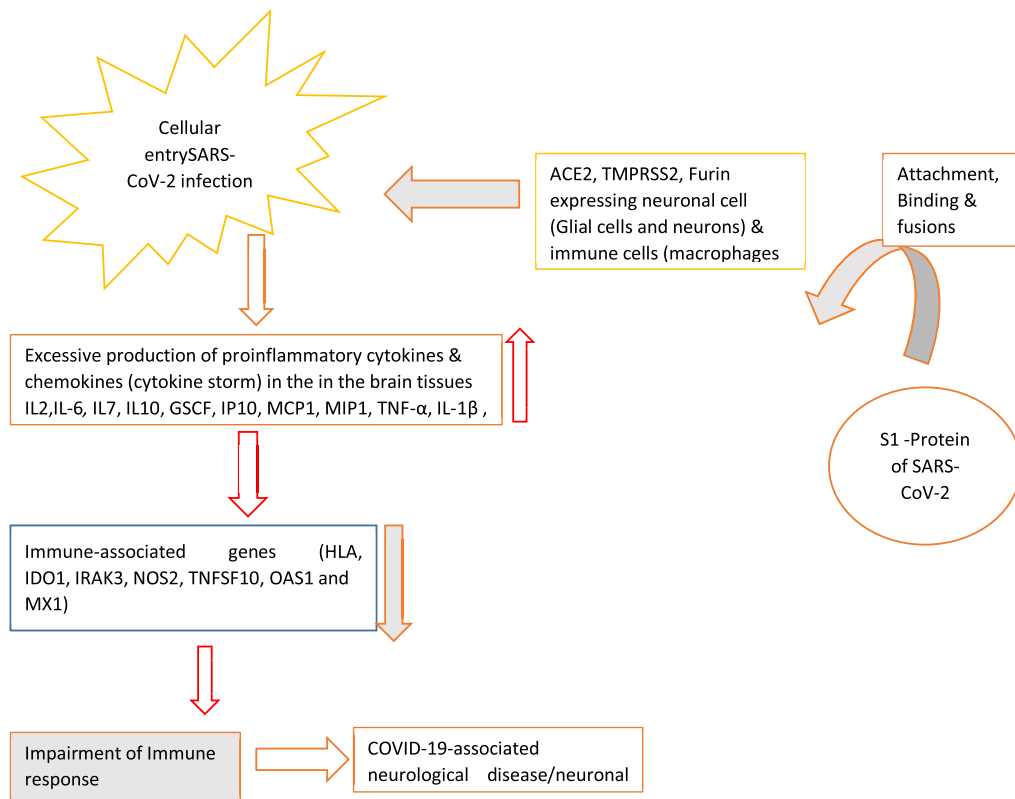 Cellular
entrySARS-
CoV-2 infection
ACE2, TMPRSS2, Furin
expressing neuronal cell
(Glial cells and neurons) &
immune cells (macrophages
Attachment,
Binding &
fusions
S1 -Protein
of SARS-
CoV-2
Excessive production of proinflammatory cytokines &
chemokines (cytokine storm) in the in the brain tissues
IL2,IL-6, IL7, IL10, GSCF, IP10, MCP1, MIP1, TNF-α, IL-1β ,
Immune-associated genes (HLA,
IDO1, IRAK3, NOS2, TNFSF10, OAS1 and
MX1)
Impairment of Immune
response
COVID-19-associated
neurological disease/neuronal